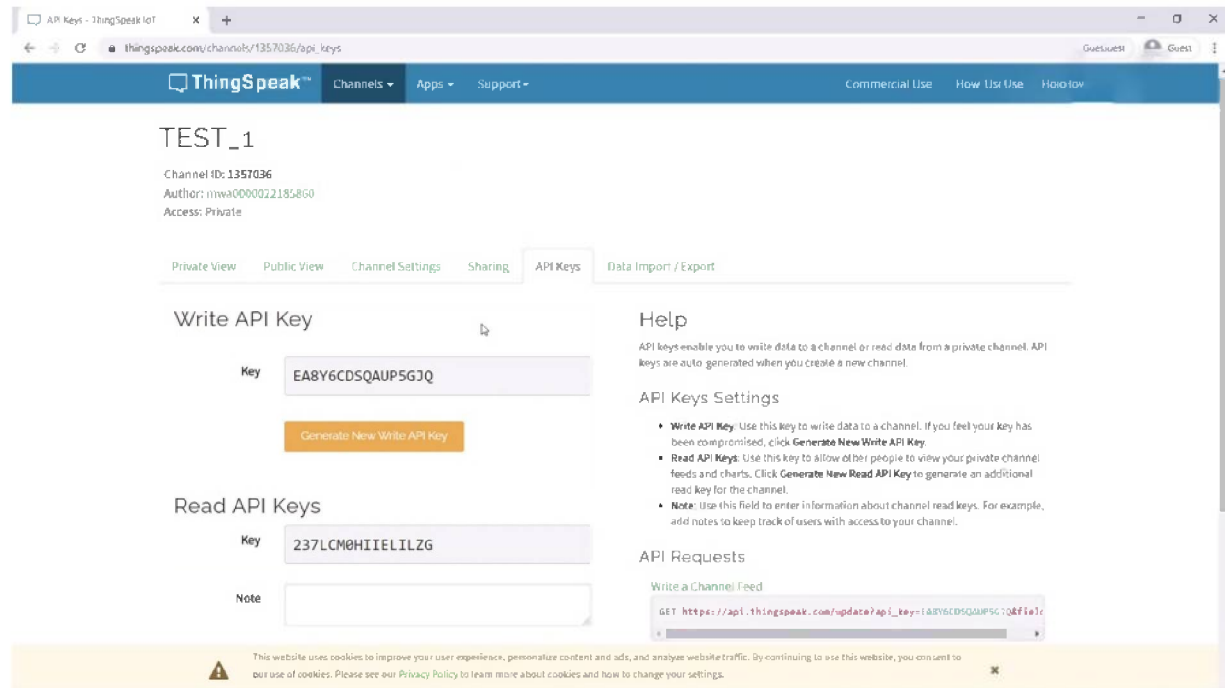 API Keys - ThingSpeak IoT
thingspeak.com/channels/1357036/api_keys
Guest
ThingSpeak™ Channels Apps Support Commercial Use
TEST_1
Channel ID: 1357036
Author: mwa0000022185860
Access: Private
Private View Public View Channel Settings Sharing API Keys Data Import / Export
Write API Key
Key EA8Y6CDSQAUP5GJQ
Generate New Write API Key
Read API Keys
Key 237LCM0HIIELILZG
Note
Help
API keys enable you to write data to a channel or read data from a private channel. API
keys are auto-generated when you create a new channel.
API Keys Settings
• Write API Key: Use this key to write data to a channel. If you feel your key has
been compromised, click Generate New Write API Key.
• Read API Keys: Use this key to allow other people to view your private channel
feeds and charts. Click Generate New Read API Key to generate an additional
read key for the channel.
• Note: Use this field to enter information about channel read keys. For example,
add notes to keep track of users with access to your channel.
API Requests
Write a Channel Feed
GET https://api.thingspeak.com/update?api_key=EA8Y6CDSQAUP5GJQ&fielc
This website uses cookies to improve your user experience, personalize content and ads, and analyze website traffic. By continuing to use this website, you consent to
our use of cookies. Please see our Privacy Policy to learn more about cookies and how to change your settings.